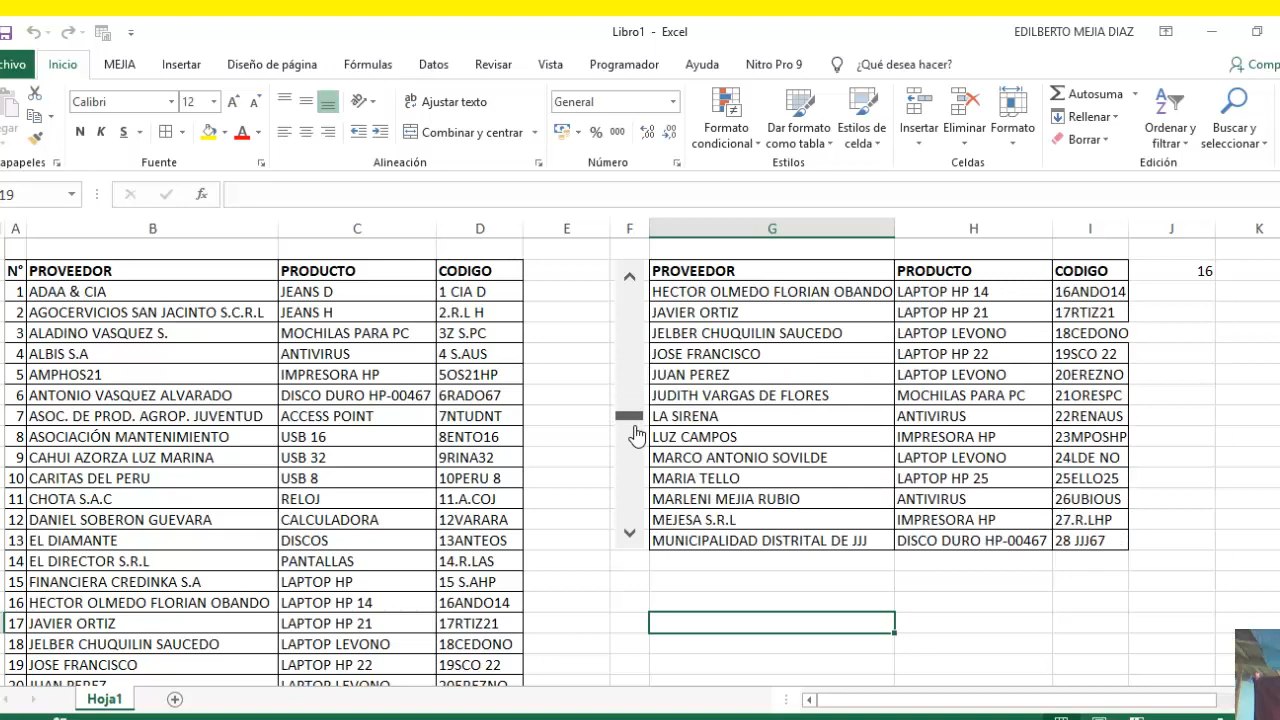 Libro1 - Excel
EDILBERTO MEJIA DIAZ
chivo Inicio MEJIA Insertar Diseño de página Fórmulas Datos Revisar Vista Programador Ayuda Nitro Pro 9 ¿Qué desea hacer? Comp
Calibri 12 Ajustar texto General Autosuma
egar N K S Combinar y centrar % 000 Formato condicional Dar formato como tabla Estilos de celda Insertar Eliminar Formato Rellenar Borrar Ordenar y filtrar Buscar y seleccionar
apapeles Fuente Alineación Número Estilos Celdas Edición
19 fx
A B C D E F G H I J K
N° PROVEEDOR PRODUCTO CODIGO PROVEEDOR PRODUCTO CODIGO 16
1 ADAA & CIA JEANS D 1 CIA D HECTOR OLMEDO FLORIAN OBANDO LAPTOP HP 14 16ANDO14
2 AGOCERVICIOS SAN JACINTO S.C.R.L JEANS H 2.R.L H JAVIER ORTIZ LAPTOP HP 21 17RTIZ21
3 ALADINO VASQUEZ S. MOCHILAS PARA PC 3Z S.PC JELBER CHUQUILIN SAUCEDO LAPTOP LEVONO 18CEDONO
4 ALBIS S.A ANTIVIRUS 4 S.AUS JOSE FRANCISCO LAPTOP HP 22 19SCO 22
5 AMPHOS21 IMPRESORA HP 5OS21HP JUAN PEREZ LAPTOP LEVONO 20EREZNO
6 ANTONIO VASQUEZ ALVARADO DISCO DURO HP-00467 6RADO67 JUDITH VARGAS DE FLORES MOCHILAS PARA PC 21ORESPC
7 ASOC. DE PROD. AGROP. JUVENTUD ACCESS POINT 7NTUDNT LA SIRENA ANTIVIRUS 22RENAUS
8 ASOCIACIÓN MANTENIMIENTO USB 16 8ENTO16 LUZ CAMPOS IMPRESORA HP 23MPOSHP
9 CAHUI AZORZA LUZ MARINA USB 32 9RINA32 MARCO ANTONIO SOVILDE LAPTOP LEVONO 24LDE NO
10 CARITAS DEL PERU USB 8 10PERU 8 MARIA TELLO LAPTOP HP 25 25ELLO25
11 CHOTA S.A.C RELOJ 11.A.COJ MARLENI MEJIA RUBIO ANTIVIRUS 26UBIOUS
12 DANIEL SOBERON GUEVARA CALCULADORA 12VARARA MEJESA S.R.L IMPRESORA HP 27.R.LHP
13 EL DIAMANTE DISCOS 13ANTEOS MUNICIPALIDAD DISTRITAL DE JJJ DISCO DURO HP-00467 28 JJJ67
14 EL DIRECTOR S.R.L PANTALLAS 14.R.LAS
15 FINANCIERA CREDINKA S.A LAPTOP HP 15 S.AHP
16 HECTOR OLMEDO FLORIAN OBANDO LAPTOP HP 14 16ANDO14
17 JAVIER ORTIZ LAPTOP HP 21 17RTIZ21
18 JELBER CHUQUILIN SAUCEDO LAPTOP LEVONO 18CEDONO
19 JOSE FRANCISCO LAPTOP HP 22 19SCO 22
20 JUAN PEREZ LAPTOP LEVONO 20EREZNO
Hoja1